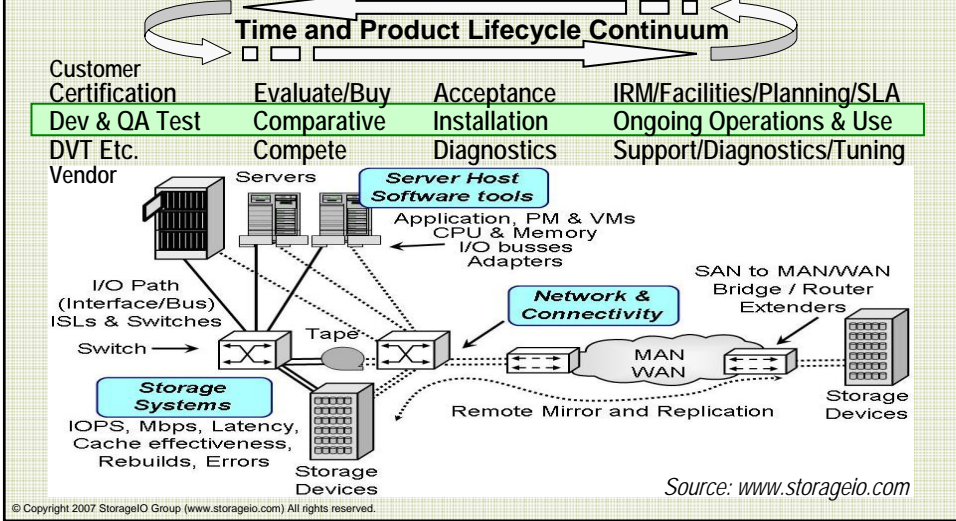 Time and Product Lifecycle Continuum
Customer
Certification Evaluate/Buy Acceptance IRM/Facilities/Planning/SLA
Dev & QA Test Comparative Installation Ongoing Operations & Use
DVT Etc. Compete Diagnostics Support/Diagnostics/Tuning
Vendor
Servers
Server Host
Software tools
Application, PM & VMs
CPU & Memory
I/O busses
Adapters
I/O Path
(Interface/Bus)
ISLs & Switches
Switch
Tape
Network &
Connectivity
SAN to MAN/WAN
Bridge / Router
Extenders
MAN
WAN
Storage
Systems
IOPS, Mbps, Latency,
Cache effectiveness,
Rebuilds, Errors
Storage
Devices
Remote Mirror and Replication
Storage
Devices
Source: www.storageio.com
© Copyright 2007 StorageIO Group (www.storageio.com) All rights reserved.